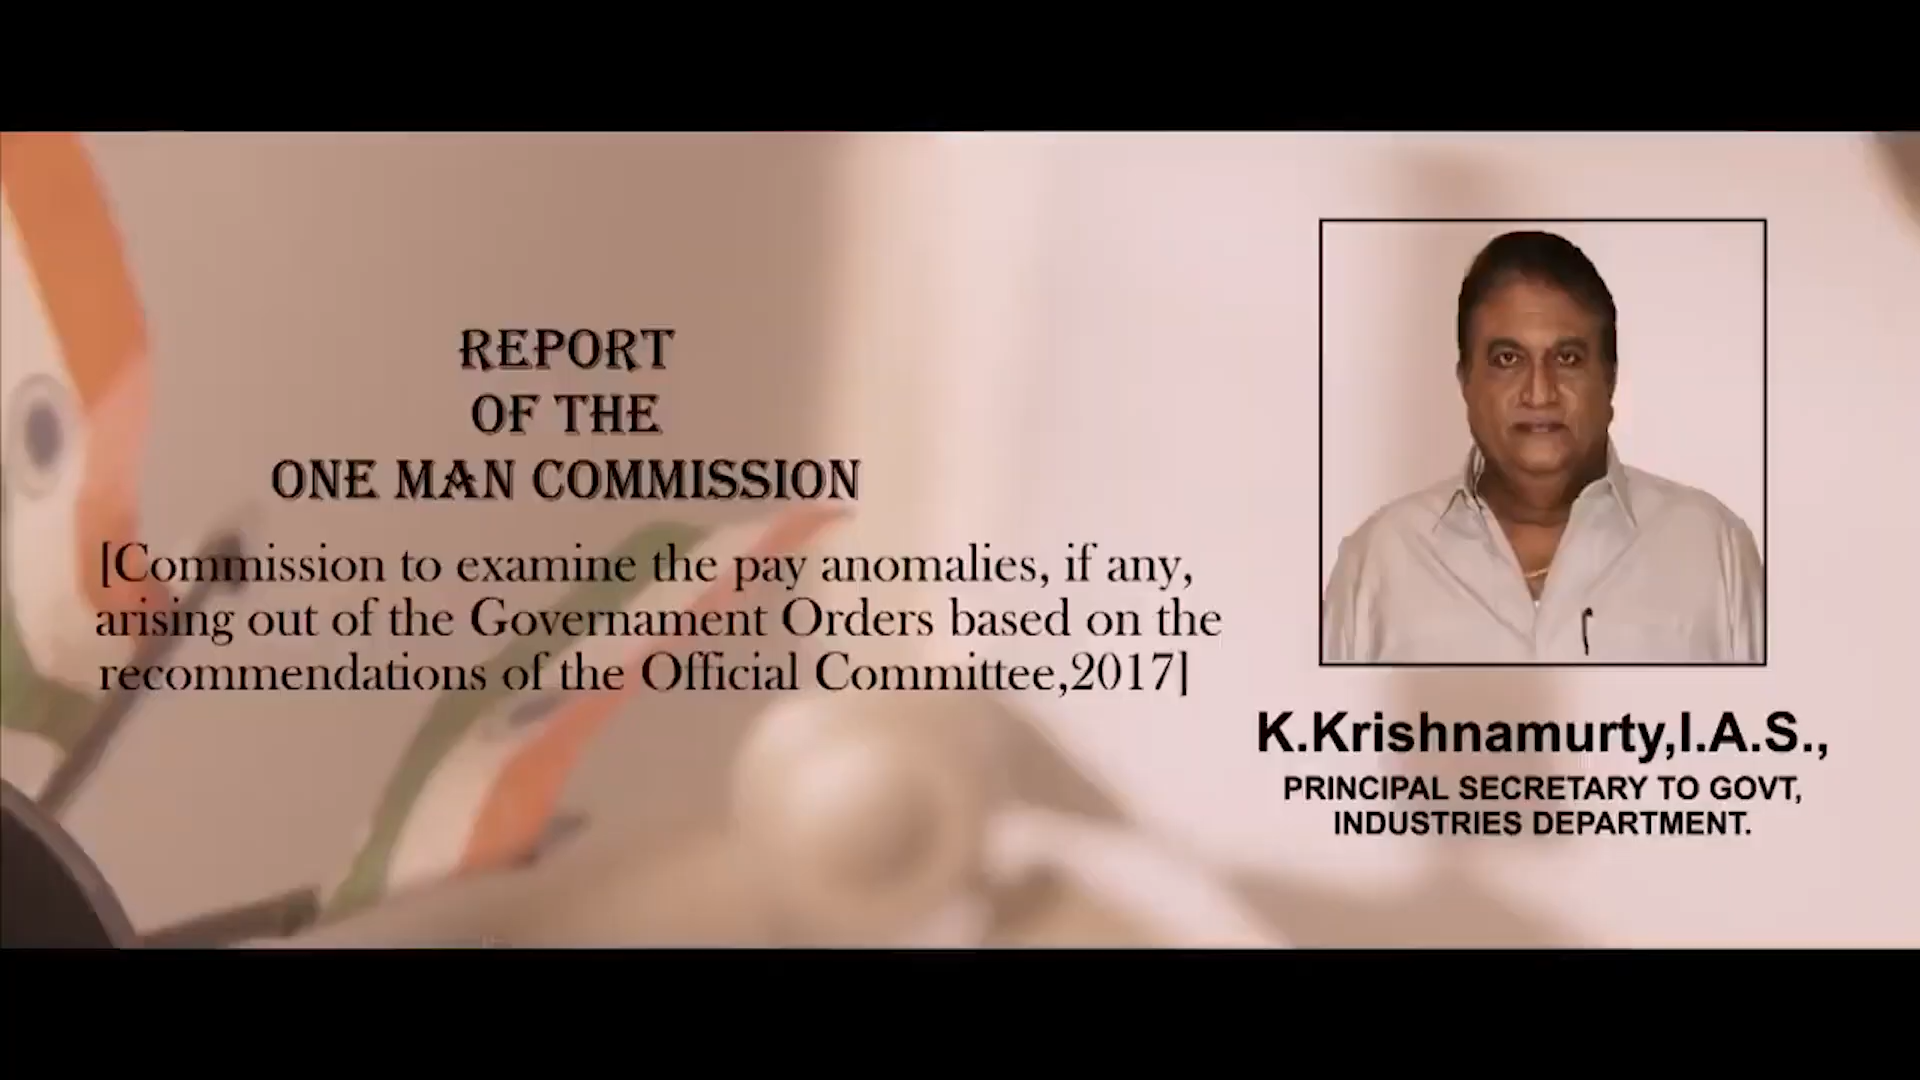 REPORT
OF THE
ONE MAN COMMISSION
[Commission to examine the pay anomalies, if any,
arising out of the Governament Orders based on the
recommendations of the Official Committee,2017]
K.Krishnamurty,I.A.S.,
PRINCIPAL SECRETARY TO GOVT,
INDUSTRIES DEPARTMENT.